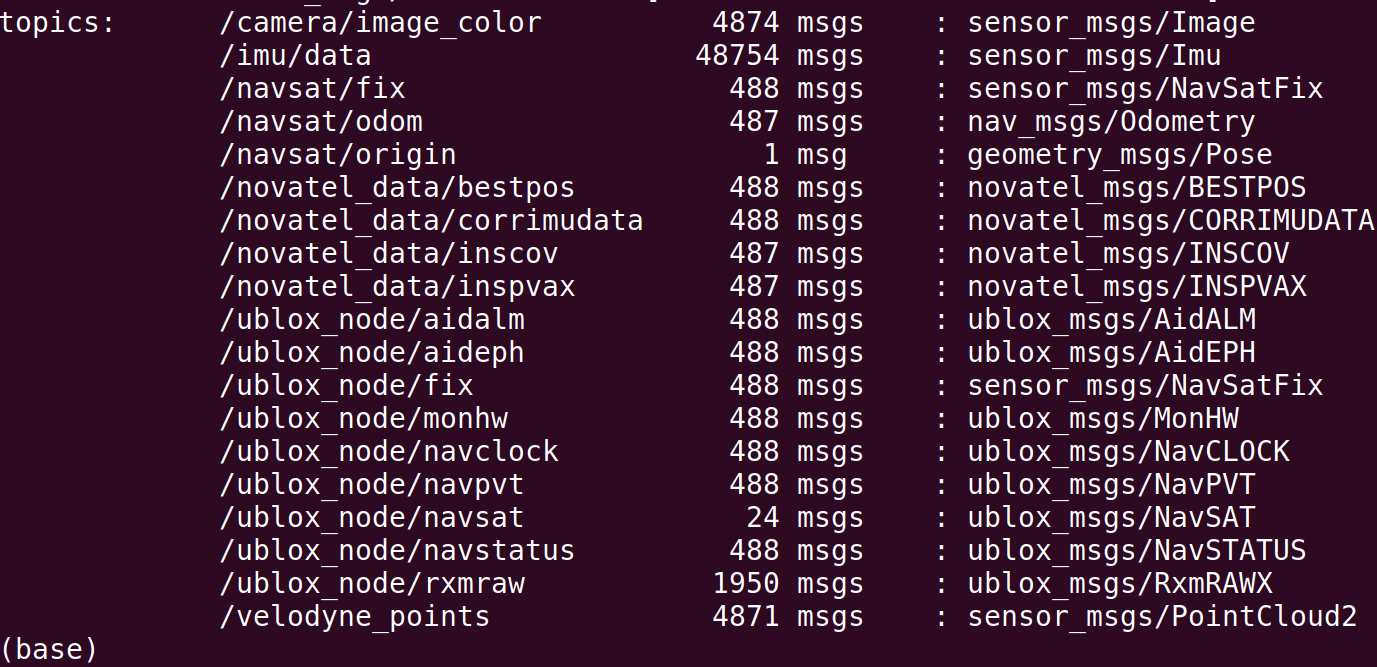 topics: /camera/image_color 4874 msgs : sensor_msgs/Image
/imu/data 48754 msgs : sensor_msgs/Imu
/navsat/fix 488 msgs : sensor_msgs/NavSatFix
/navsat/odom 487 msgs : nav_msgs/Odometry
/navsat/origin 1 msg : geometry_msgs/Pose
/novatel_data/bestpos 488 msgs : novatel_msgs/BESTPOS
/novatel_data/corrimudata 488 msgs : novatel_msgs/CORRIMUDATA
/novatel_data/inscov 487 msgs : novatel_msgs/INSCOV
/novatel_data/inspvax 487 msgs : novatel_msgs/INSPVAX
/ublox_node/aidalm 488 msgs : ublox_msgs/AidALM
/ublox_node/aideph 488 msgs : ublox_msgs/AidEPH
/ublox_node/fix 488 msgs : sensor_msgs/NavSatFix
/ublox_node/monhw 488 msgs : ublox_msgs/MonHW
/ublox_node/navclock 488 msgs : ublox_msgs/NavCLOCK
/ublox_node/navpvt 488 msgs : ublox_msgs/NavPVT
/ublox_node/navsat 24 msgs : ublox_msgs/NavSAT
/ublox_node/navstatus 488 msgs : ublox_msgs/NavSTATUS
/ublox_node/rxmraw 1950 msgs : ublox_msgs/RxmRAWX
/velodyne_points 4871 msgs : sensor_msgs/PointCloud2
(base)